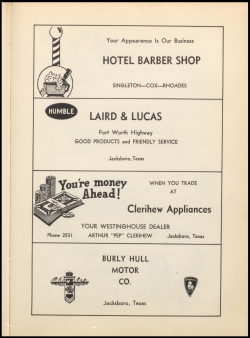 Your Appearance Is Our Business
HOTEL BARBER SHOP
SINGLETON—COX—RHOADES
HUMBLE
LAIRD & LUCAS
Fort Worth Highway
GOOD PRODUCTS and FRIENDLY SERVICE
Jacksboro, Texas
You're money
Ahead!
WHEN YOU TRADE
AT
Clerihew Appliances
YOUR WESTINGHOUSE DEALER
Phone 2531
ARTHUR "PEP" CLERIHEW
Jacksboro, Texas
BURLY HULL
MOTOR
CO.
Jacksboro, Texas